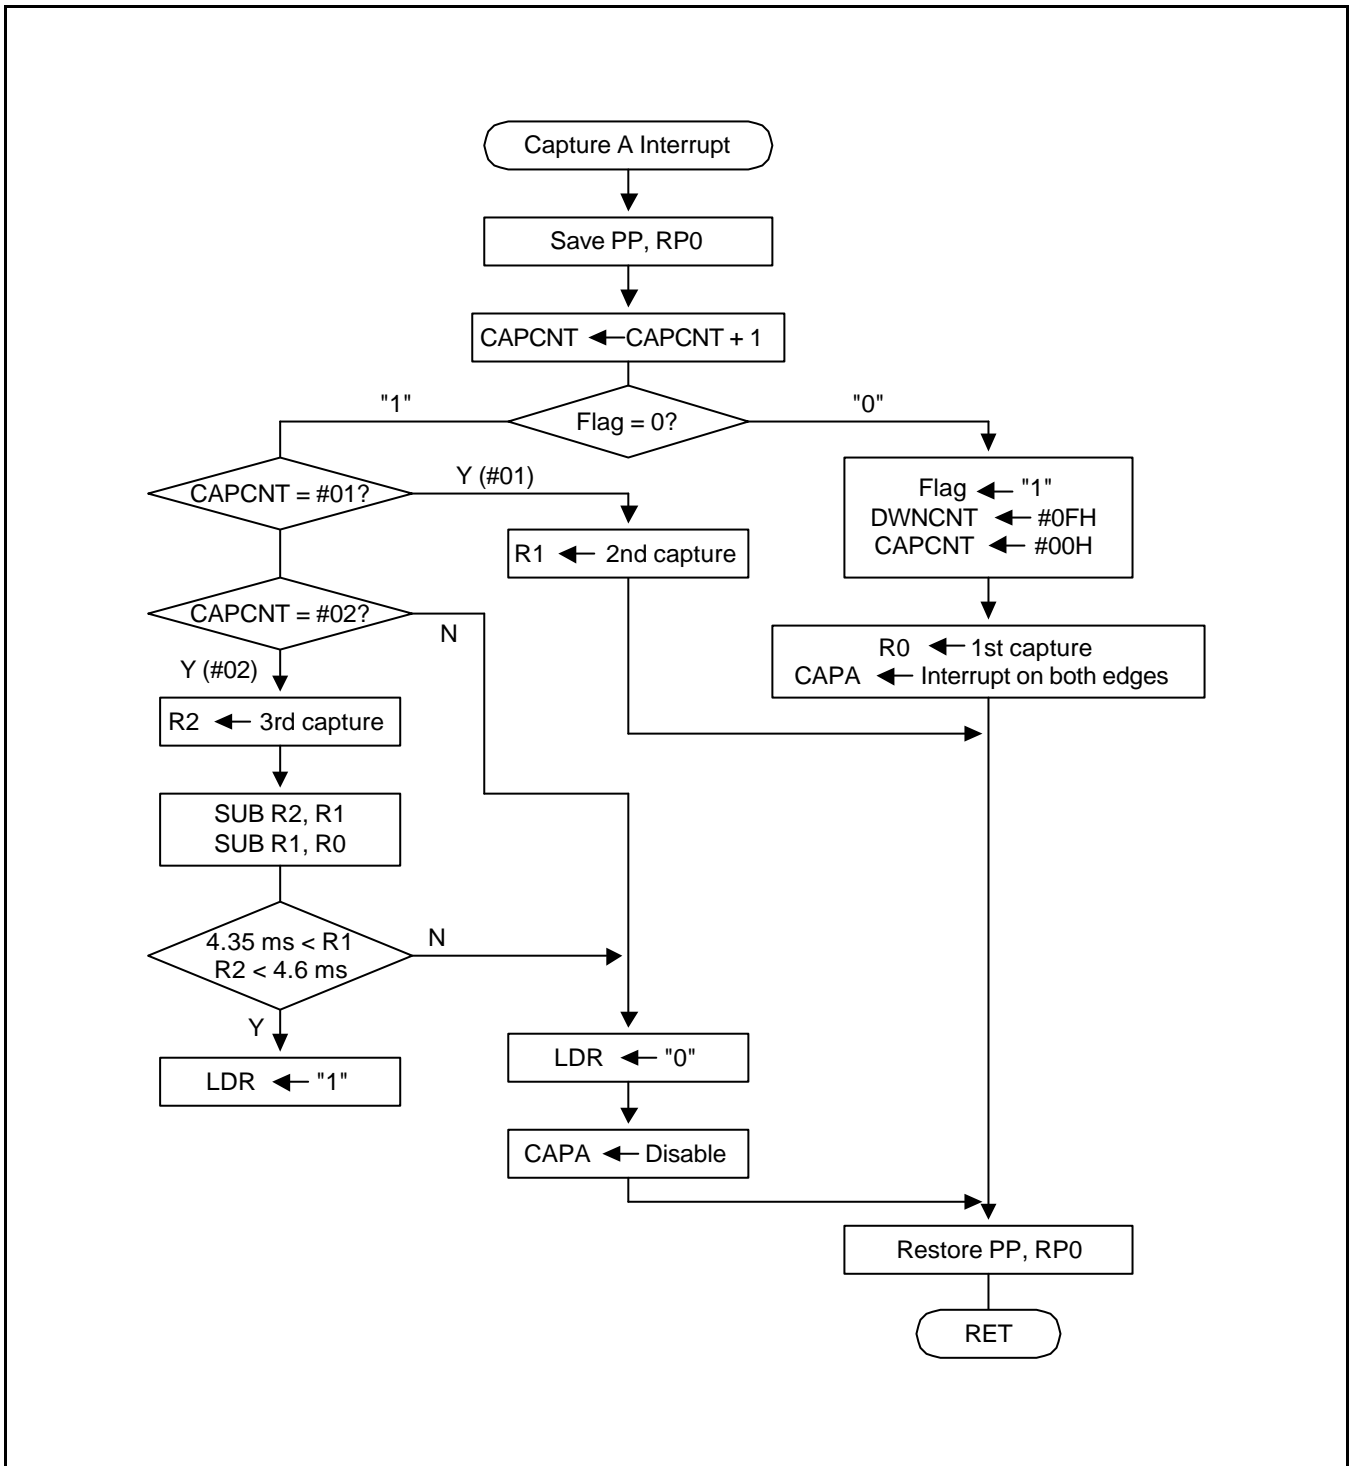 Capture A Interrupt
Save PP, RP0
CAPCNT ← CAPCNT + 1
Flag = 0?
"1"
"0"
CAPCNT = #01?
Y (#01)
Flag ← "1"
DWNCNT ← #0FH
CAPCNT ← #00H
R1 ← 2nd capture
CAPCNT = #02?
N
Y (#02)
R0 ← 1st capture
CAPA ← Interrupt on both edges
R2 ← 3rd capture
SUB R2, R1
SUB R1, R0
4.35 ms < R1
R2 < 4.6 ms
N
Y
LDR ← "1"
LDR ← "0"
CAPA ← Disable
Restore PP, RP0
RET